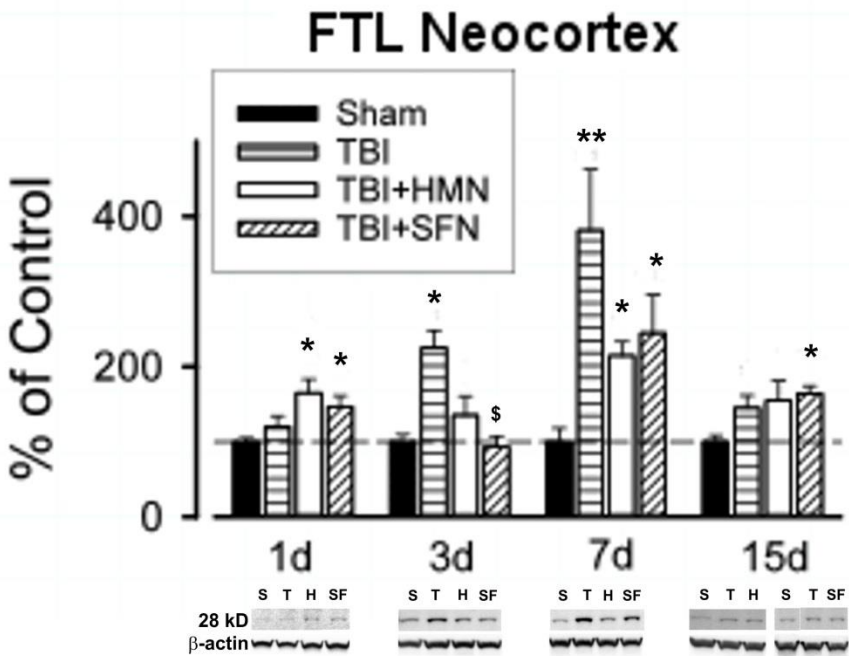 FTL Neocortex
Sham
TBI
TBI+HMN
TBI+SFN
% of Control
400
200
0
* * * $ ** * * *
1d 3d 7d 15d
S T H SF S T H SF S T H SF S T H S T SF
28 kD
β-actin